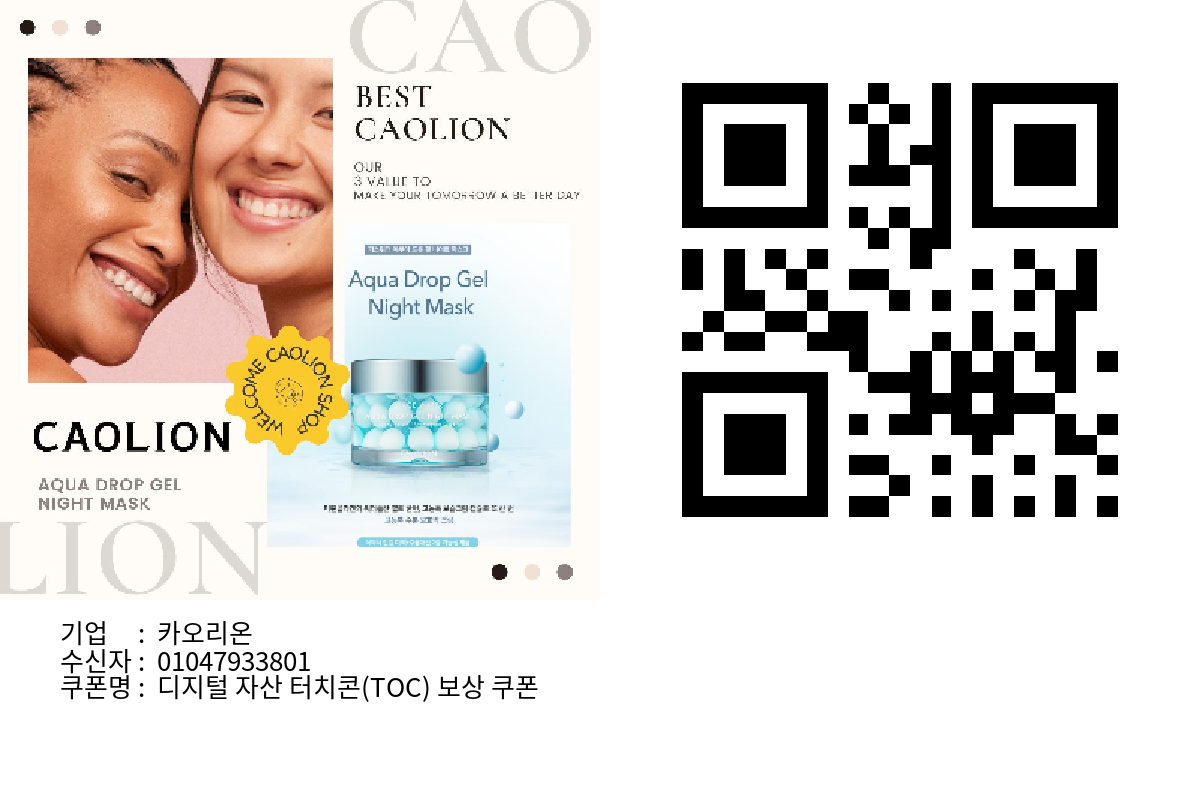 CAO
BEST
CAOLION
OUR
3 VALUE TO
MAKE YOUR TOMORROW A BETTER DAY
Aqua Drop Gel
Night Mask
WELCOME CAOLION SHOP
CAOLION
AQUA DROP GEL
NIGHT MASK
LION
기업 : 카오리온
수신자 : 01047933801
쿠폰명 : 디지털 자산 터치콘(TOC) 보상 쿠폰